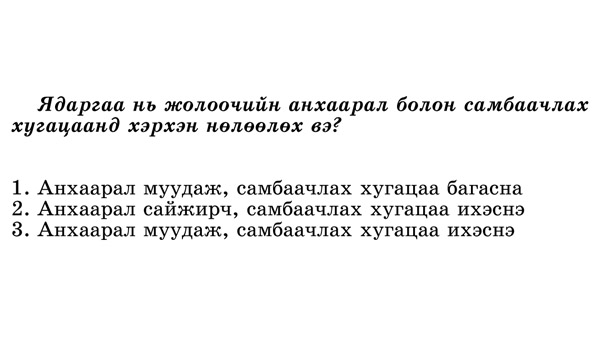 Ядаргаа нь жолоочийн анхаарал болон самбаачлах
хугацаанд хэрхэн нөлөөлөх вэ?
1. Анхаарал муудаж, самбаачлах хугацаа багасна
2. Анхаарал сайжирч, самбаачлах хугацаа ихэснэ
3. Анхаарал муудаж, самбаачлах хугацаа ихэснэ